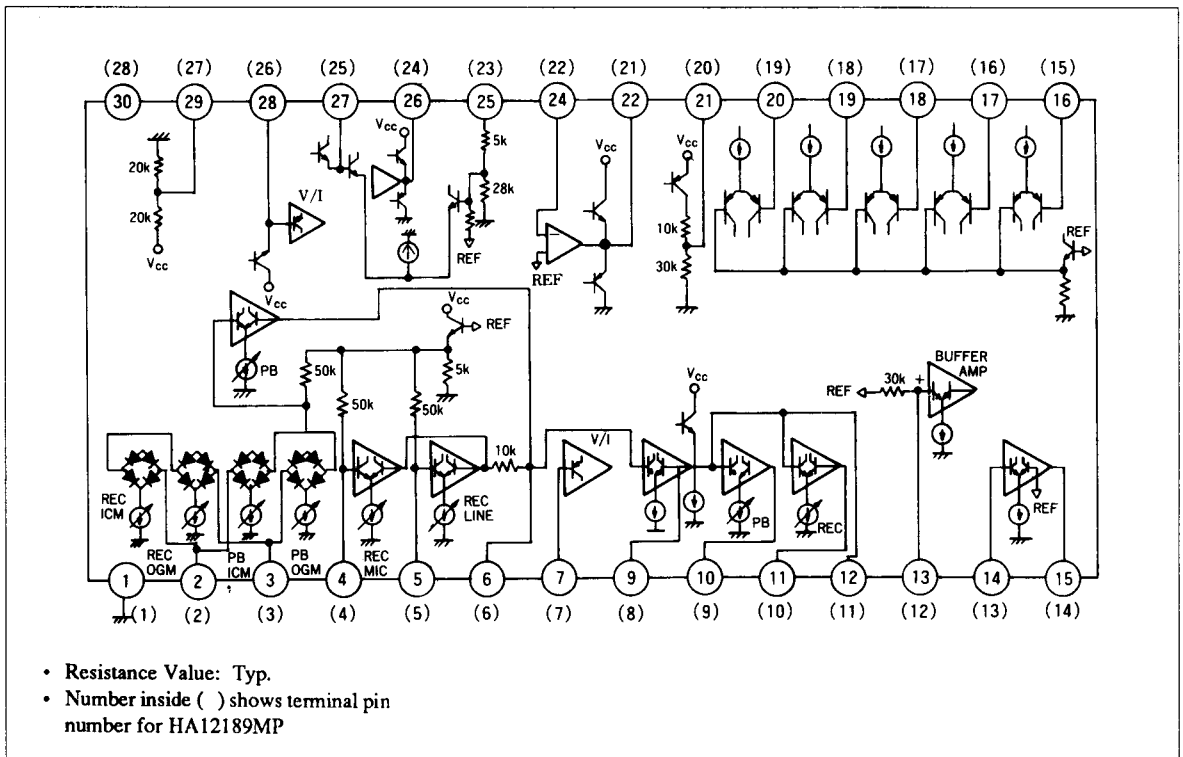 (28) (27) (26) (25) (24) (23) (22) (21) (20) (19) (18) (17) (16) (15)
30 29 28 27 26 25 24 22 21 20 19 18 17 16
Vcc Vcc Vcc
5k
20k
V/I
28k
20k
10k
REF
REF
REF
30k
Vcc
Vcc
Vcc
REF
BUFFER
AMP
PB
50k
5k
Vcc
REF
30k
+
50k
50k
10k
V/I
REC
ICM
REC
LINE
PB
REC
REF
REC
OGM
PB
ICM
PB
OGM
REC
MIC
1 2 3 4 5 6 7 9 10 11 12 13 14 15
(1) (2) (3) (4) (5) (6) (7) (8) (9) (10) (11) (12) (13) (14)
• Resistance Value: Typ.
• Number inside ( ) shows terminal pin
number for HA12189MP